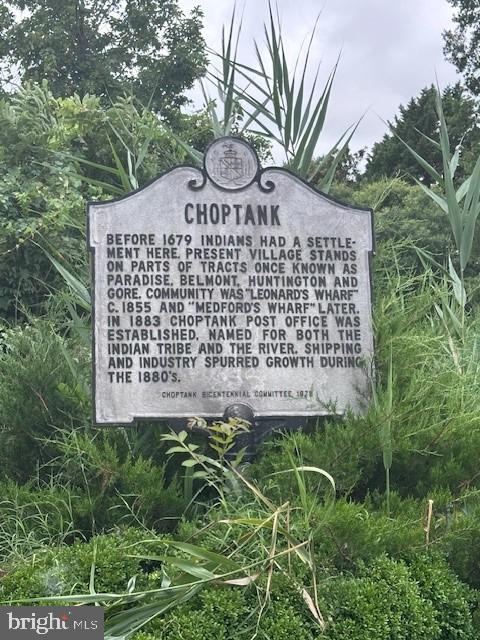 CHOPTANK
BEFORE 1679 INDIANS HAD A SETTLE-
MENT HERE. PRESENT VILLAGE STANDS
ON PARTS OF TRACTS ONCE KNOWN AS
PARADISE, BELMONT, HUNTINGTON AND
GORE. COMMUNITY WAS "LEONARD'S WHARF"
C. 1855 AND "MEDFORD'S WHARF" LATER.
IN 1883 CHOPTANK POST OFFICE WAS
ESTABLISHED, NAMED FOR BOTH THE
INDIAN TRIBE AND THE RIVER. SHIPPING
AND INDUSTRY SPURRED GROWTH DURING
THE 1880'S.
CHOPTANK BICENTENNIAL COMMITTEE 1976
bright MLS